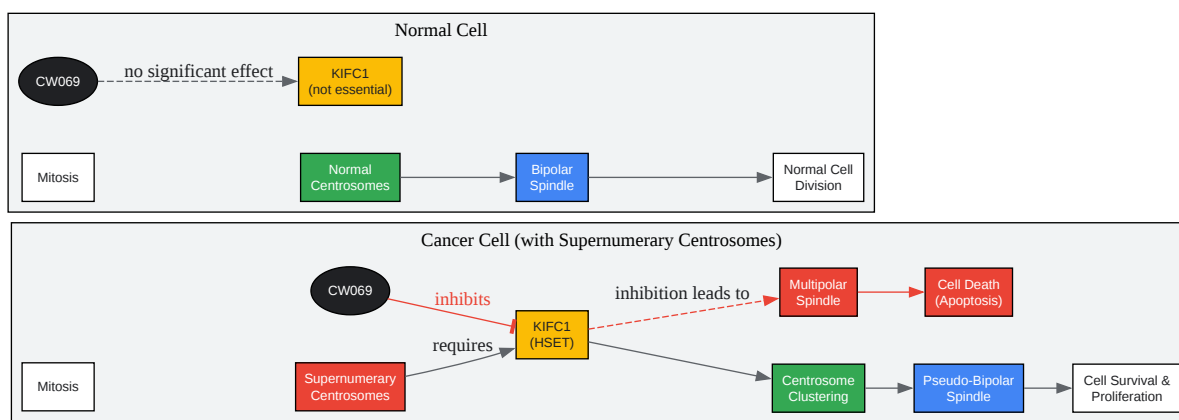 Normal Cell
CW069
no significant effect
KIFC1
(not essential)
Mitosis
Normal
Centrosomes
Bipolar
Spindle
Normal Cell
Division
Cancer Cell (with Supernumerary Centrosomes)
CW069
inhibits
requires
KIFC1
(HSET)
inhibition leads to
Multipolar
Spindle
Cell Death
(Apoptosis)
Mitosis
Supernumerary
Centrosomes
Centrosome
Clustering
Pseudo-Bipolar
Spindle
Cell Survival &
Proliferation